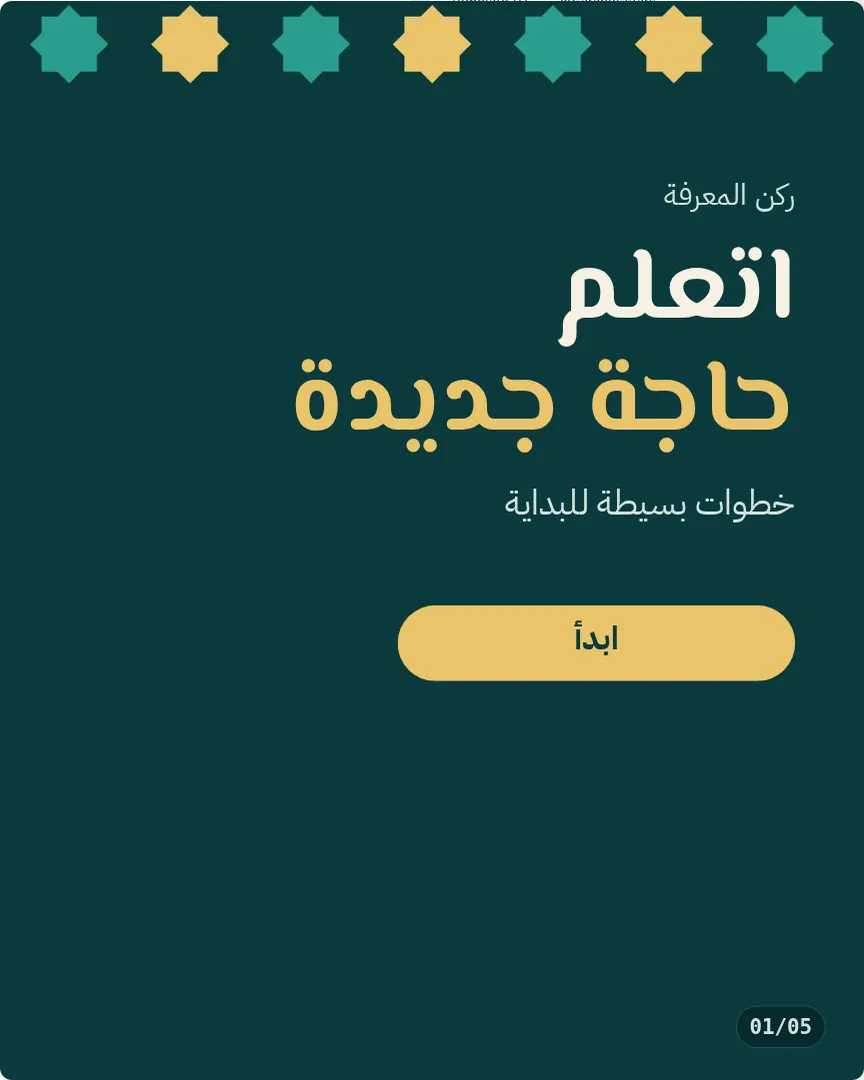 ركن المعرفة
اتعلم
حاجة جديدة
خطوات بسيطة للبداية
ابدأ
01/05